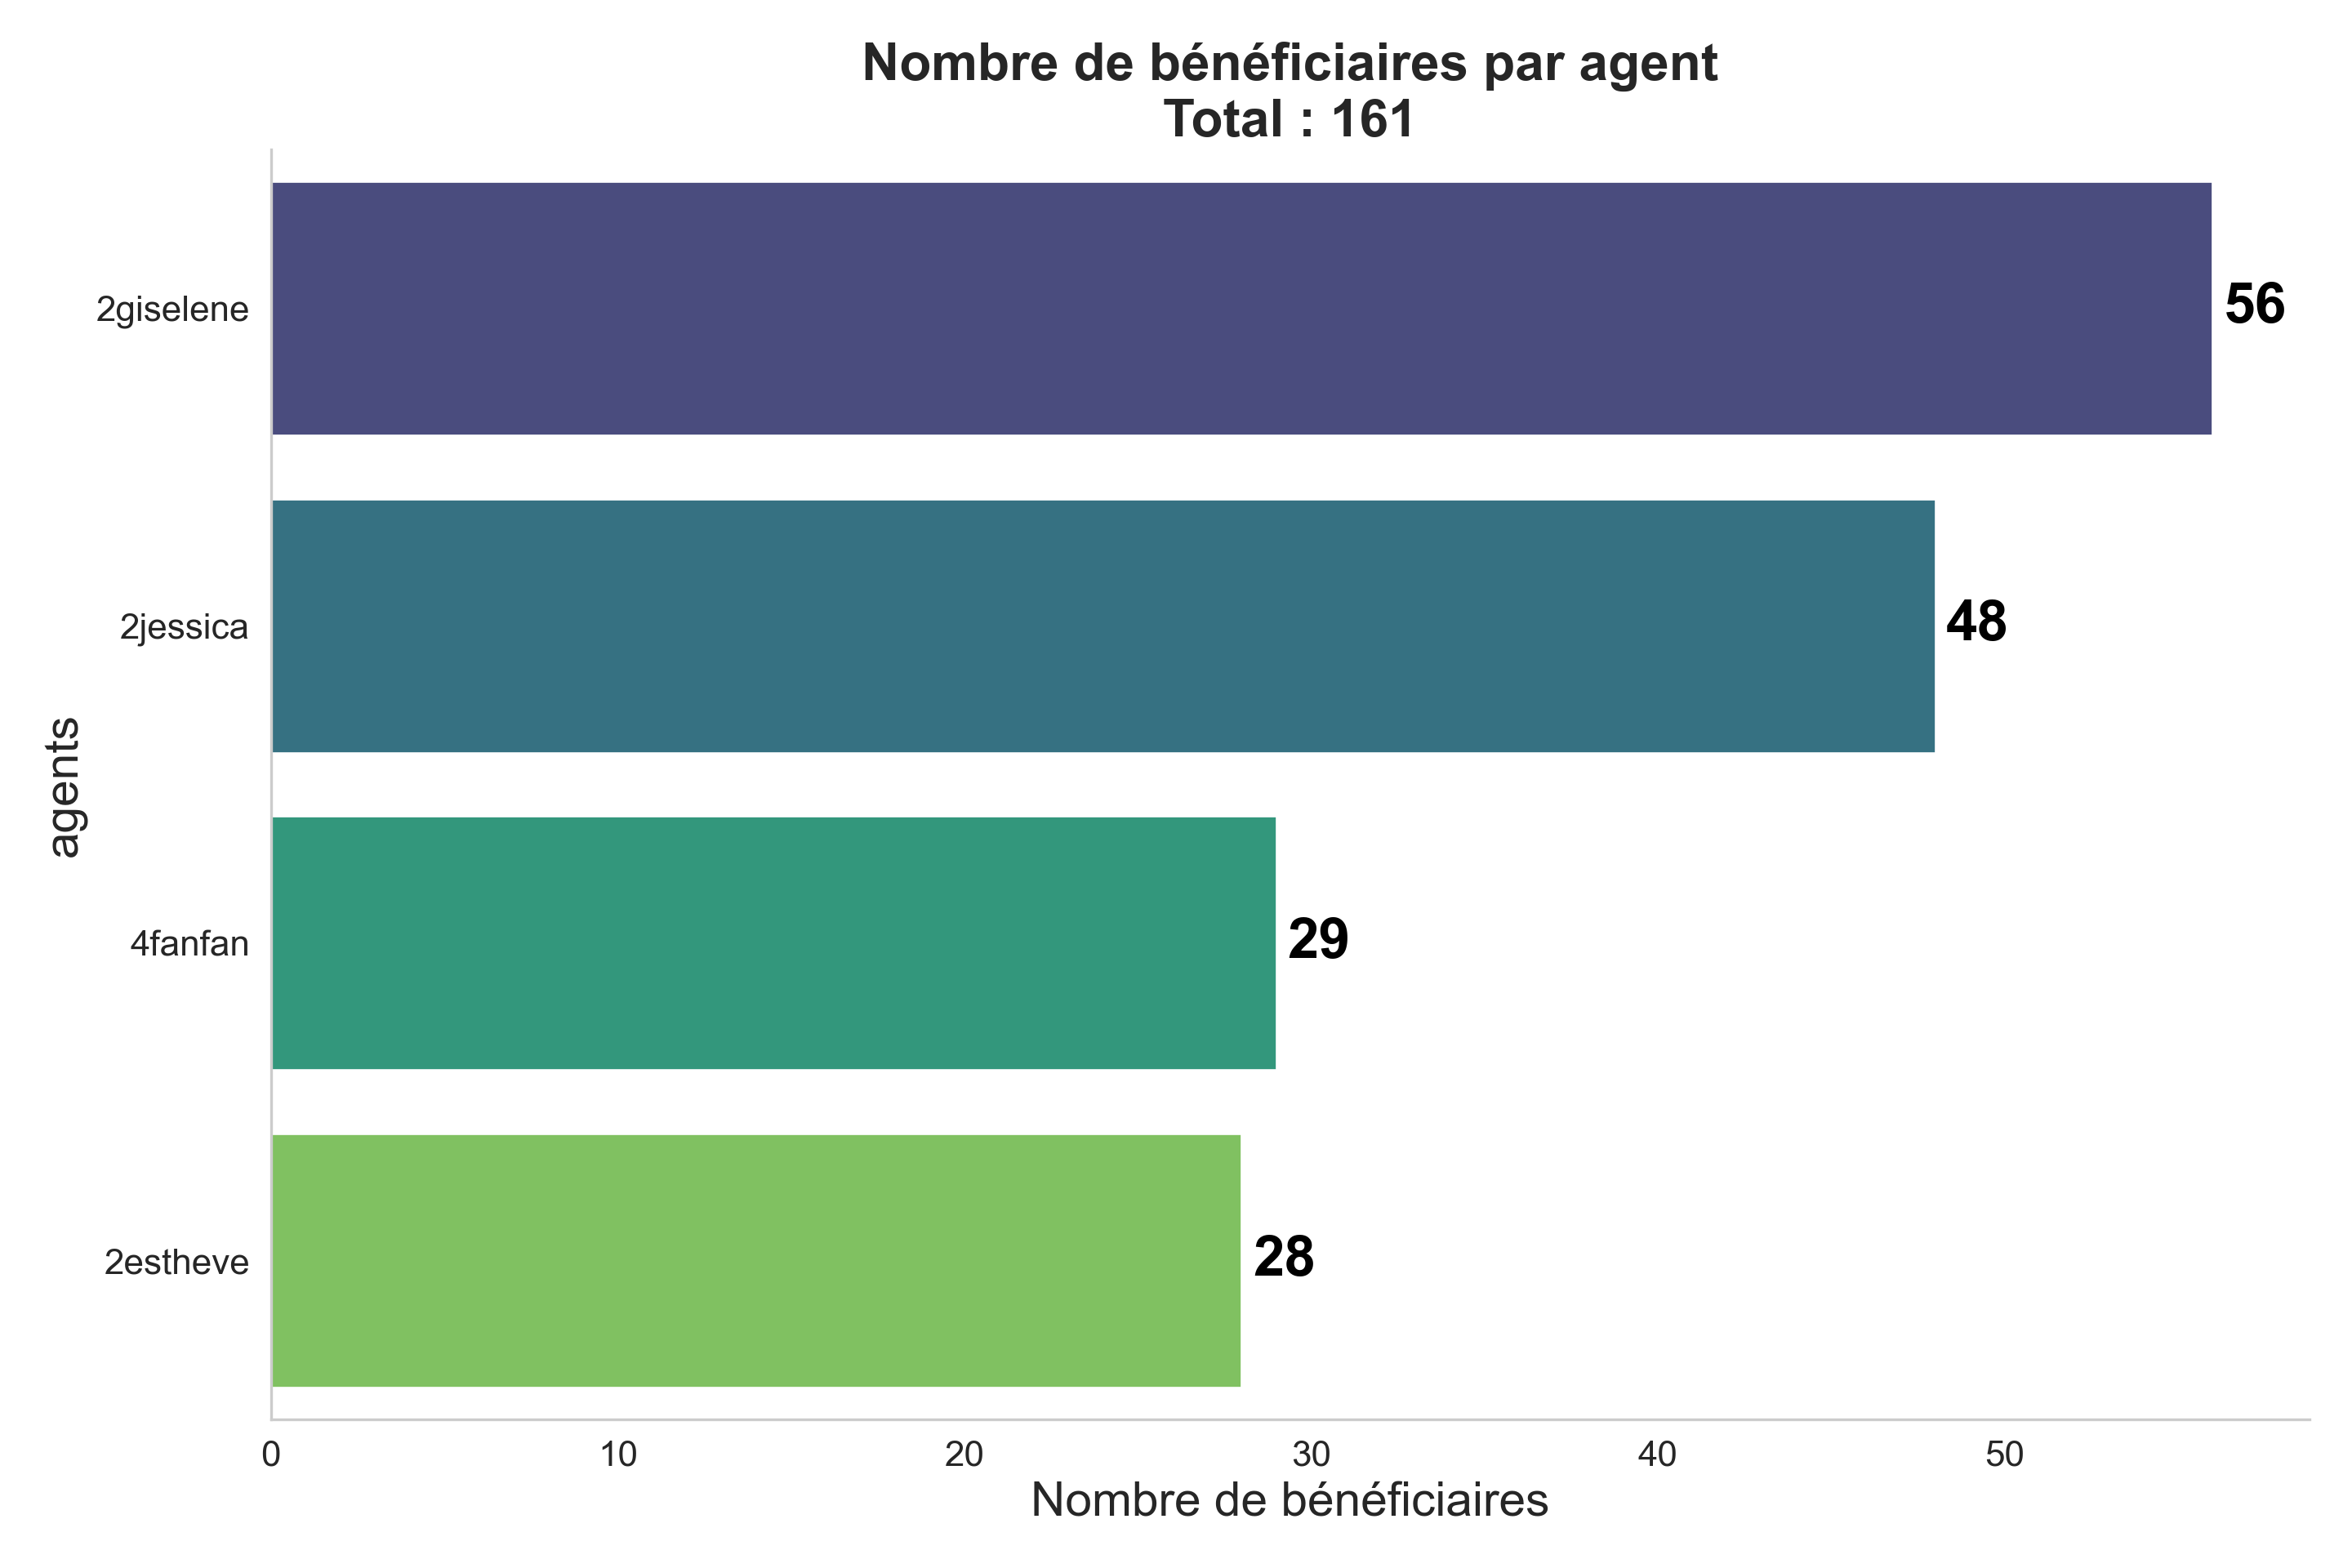 Nombre de bénéficiaires par agent
Total : 161
2giselene
56
2jessica
48
agents
4fanfan
29
2estheve
28
0 10 20 30 40 50
Nombre de bénéficiaires